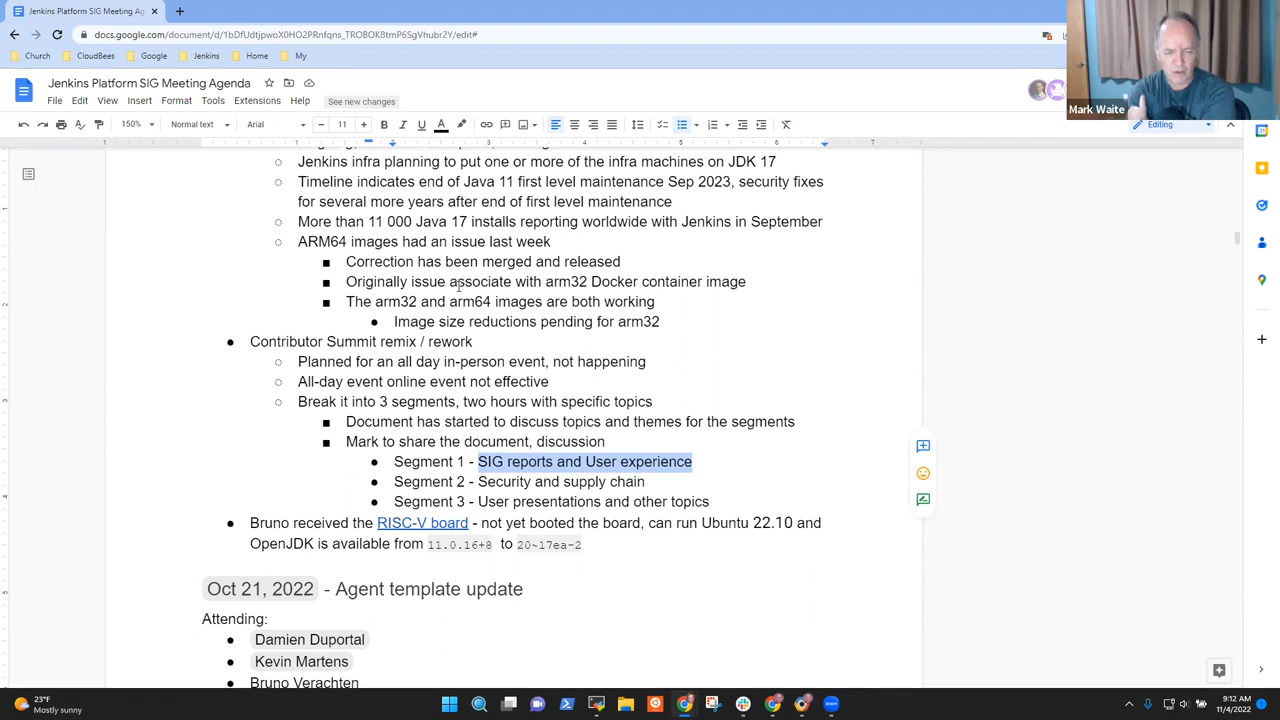 Jenkins Platform SIG Meeting Age
docs.google.com/document/d/1bDfUdtjpwoX0HO2PRnfqns_TROBOK8tmP6SgVhubr2Y/edit#
Church
CloudBees
Google
Jenkins
Home
My
Jenkins Platform SIG Meeting Agenda
File Edit View Insert Format Tools Extensions Help See new changes
150% Normal text Arial 11 Editing
Mark Waite
Jenkins infra planning to put one or more of the infra machines on JDK 17
Timeline indicates end of Java 11 first level maintenance Sep 2023, security fixes
for several more years after end of first level maintenance
More than 11 000 Java 17 installs reporting worldwide with Jenkins in September
ARM64 images had an issue last week
Correction has been merged and released
Originally issue associate with arm32 Docker container image
The arm32 and arm64 images are both working
Image size reductions pending for arm32
Contributor Summit remix / rework
Planned for an all day in-person event, not happening
All-day event online event not effective
Break it into 3 segments, two hours with specific topics
Document has started to discuss topics and themes for the segments
Mark to share the document, discussion
Segment 1 - SIG reports and User experience
Segment 2 - Security and supply chain
Segment 3 - User presentations and other topics
Bruno received the RISC-V board - not yet booted the board, can run Ubuntu 22.10 and
OpenJDK is available from 11.0.16+8 to 20~17ea-2
Oct 21, 2022 - Agent template update
Attending:
Damien Duportal
Kevin Martens
Bruno Verachten
23°F
Mostly sunny
9:12 AM
11/4/2022